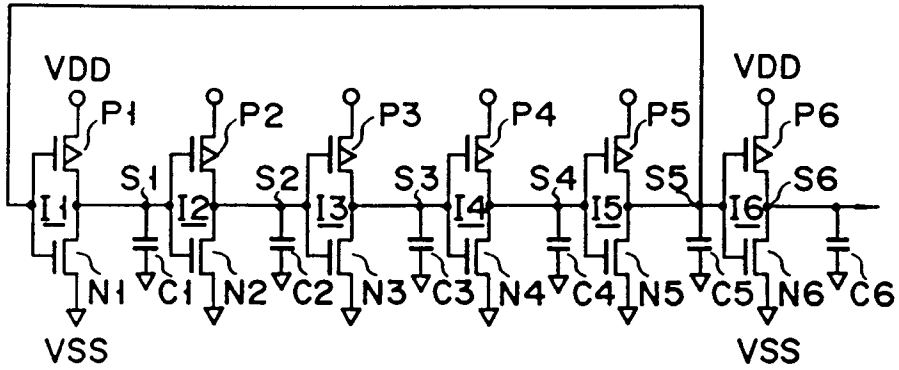 VDD VDD
P1 P2 P3 P4 P5 P6
S1 S2 S3 S4 S5 S6
I1 I2 I3 I4 I5 I6
N1 C1 N2 C2 N3 C3 N4 C4 N5 C5 N6 C6
VSS VSS